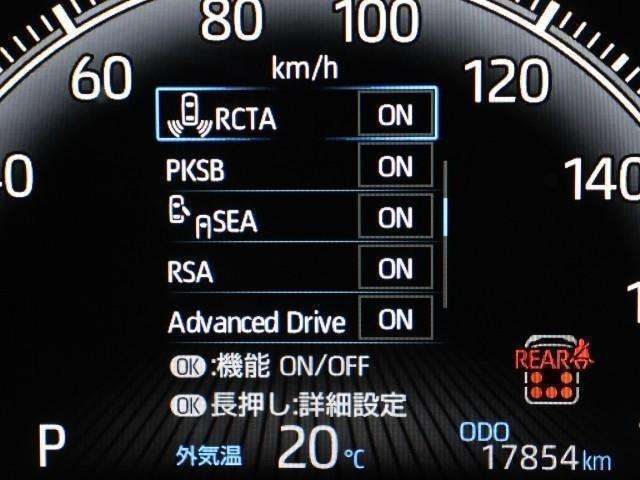 80 100
60 km/h 120
40 140
RCTA ON
PKSB ON
SEA ON
RSA ON
Advanced Drive ON
OK:機能 ON/OFF
OK長押し:詳細設定
REAR
P 外気温 20℃ ODO 17854km